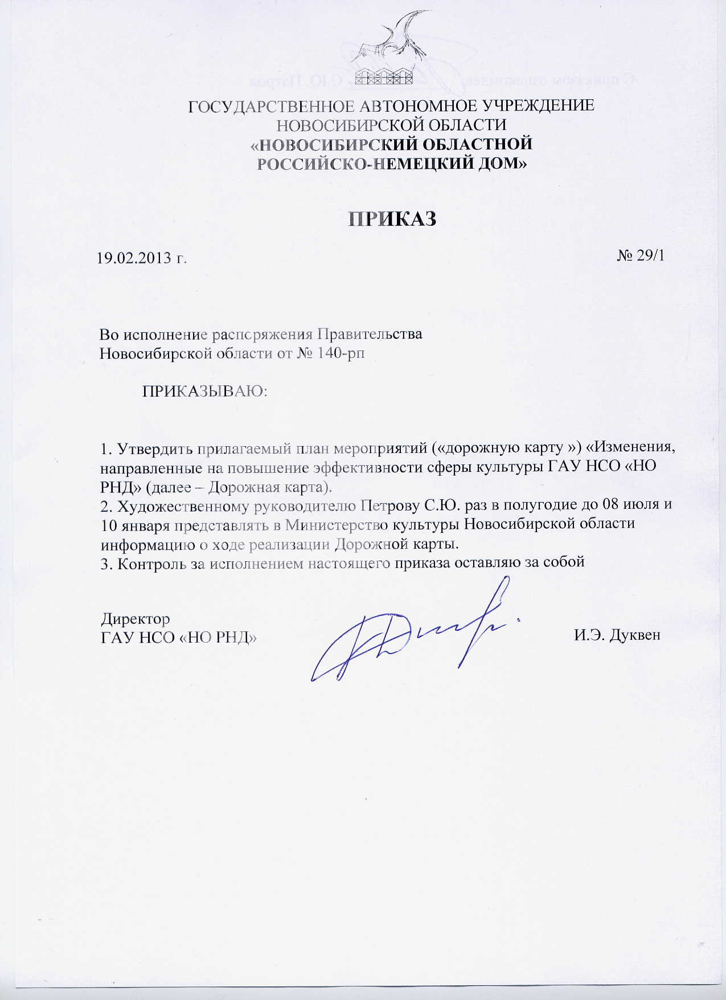 ГОСУДАРСТВЕННОЕ АВТОНОМНОЕ УЧРЕЖДЕНИЕ
НОВОСИБИРСКОЙ ОБЛАСТИ
«НОВОСИБИРСКИЙ ОБЛАСТНОЙ
РОССИЙСКО-НЕМЕЦКИЙ ДОМ»
ПРИКАЗ
19.02.2013 г. № 29/1
Во исполнение распоряжения Правительства
Новосибирской области от № 140-рп
ПРИКАЗЫВАЮ:
1. Утвердить прилагаемый план мероприятий («дорожную карту ») «Изменения,
направленные на повышение эффективности сферы культуры ГАУ НСО «НО
РНД» (далее – Дорожная карта).
2. Художественному руководителю Петрову С.Ю. раз в полугодие до 08 июля и
10 января представлять в Министерство культуры Новосибирской области
информацию о ходе реализации Дорожной карты.
3. Контроль за исполнением настоящего приказа оставляю за собой
Директор
ГАУ НСО «НО РНД» И.Э. Дуквен